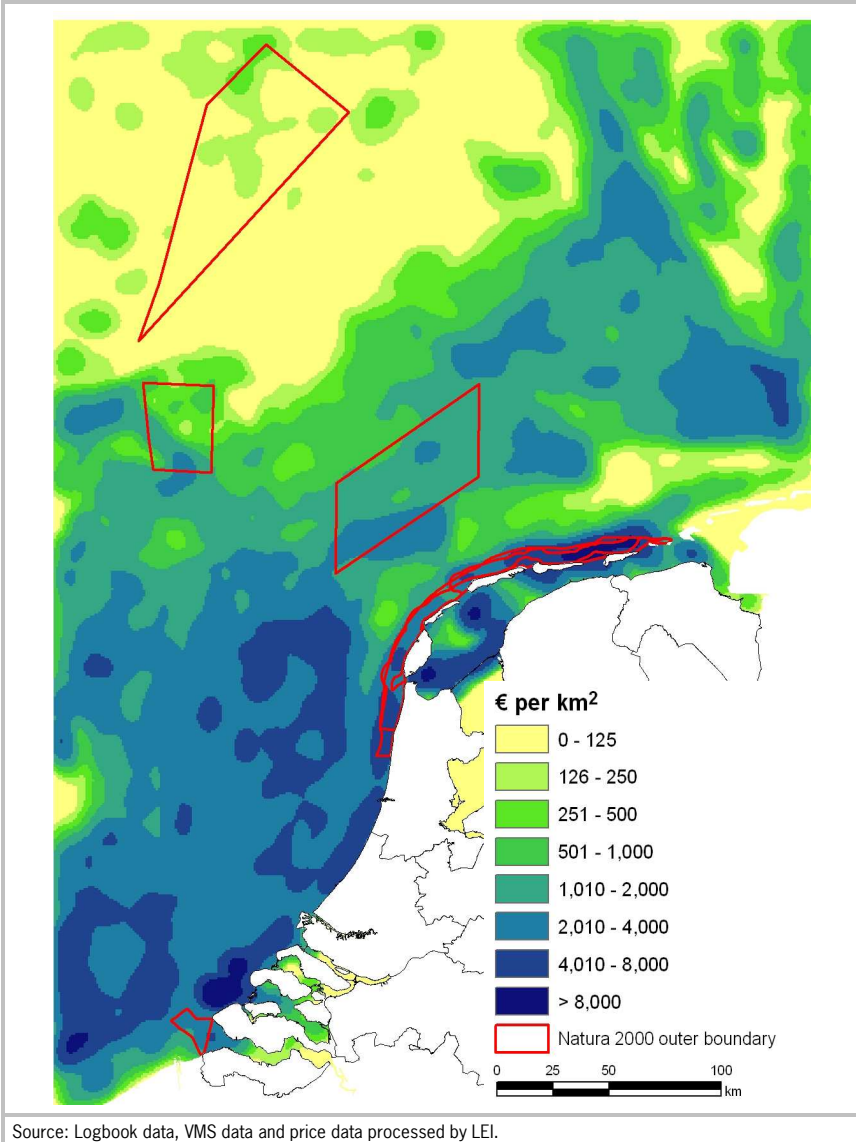 € per km²
0 - 125
126 - 250
251 - 500
501 - 1,000
1,010 - 2,000
2,010 - 4,000
4,010 - 8,000
> 8,000
Natura 2000 outer boundary
0 25 50 100
km
Source: Logbook data, VMS data and price data processed by LEI.